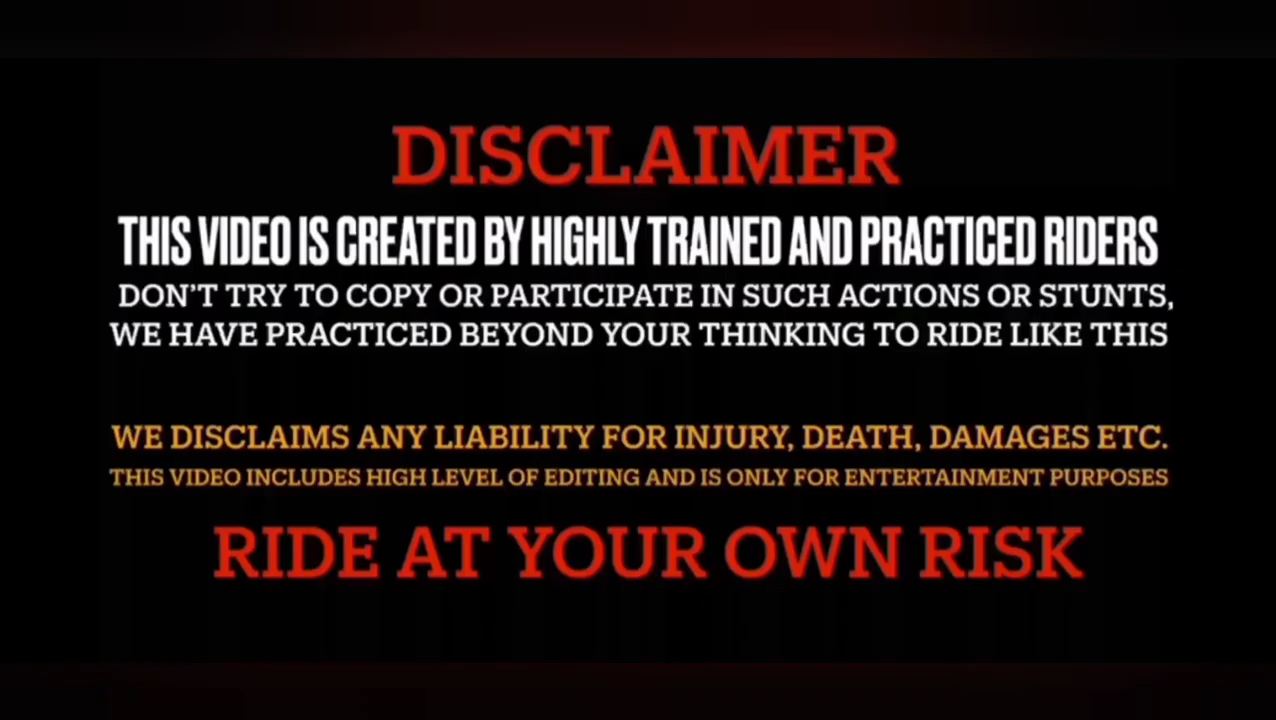 DISCLAIMER
THIS VIDEO IS CREATED BY HIGHLY TRAINED AND PRACTICED RIDERS
DON'T TRY TO COPY OR PARTICIPATE IN SUCH ACTIONS OR STUNTS,
WE HAVE PRACTICED BEYOND YOUR THINKING TO RIDE LIKE THIS
WE DISCLAIMS ANY LIABILITY FOR INJURY, DEATH, DAMAGES ETC.
THIS VIDEO INCLUDES HIGH LEVEL OF EDITING AND IS ONLY FOR ENTERTAINMENT PURPOSES
RIDE AT YOUR OWN RISK